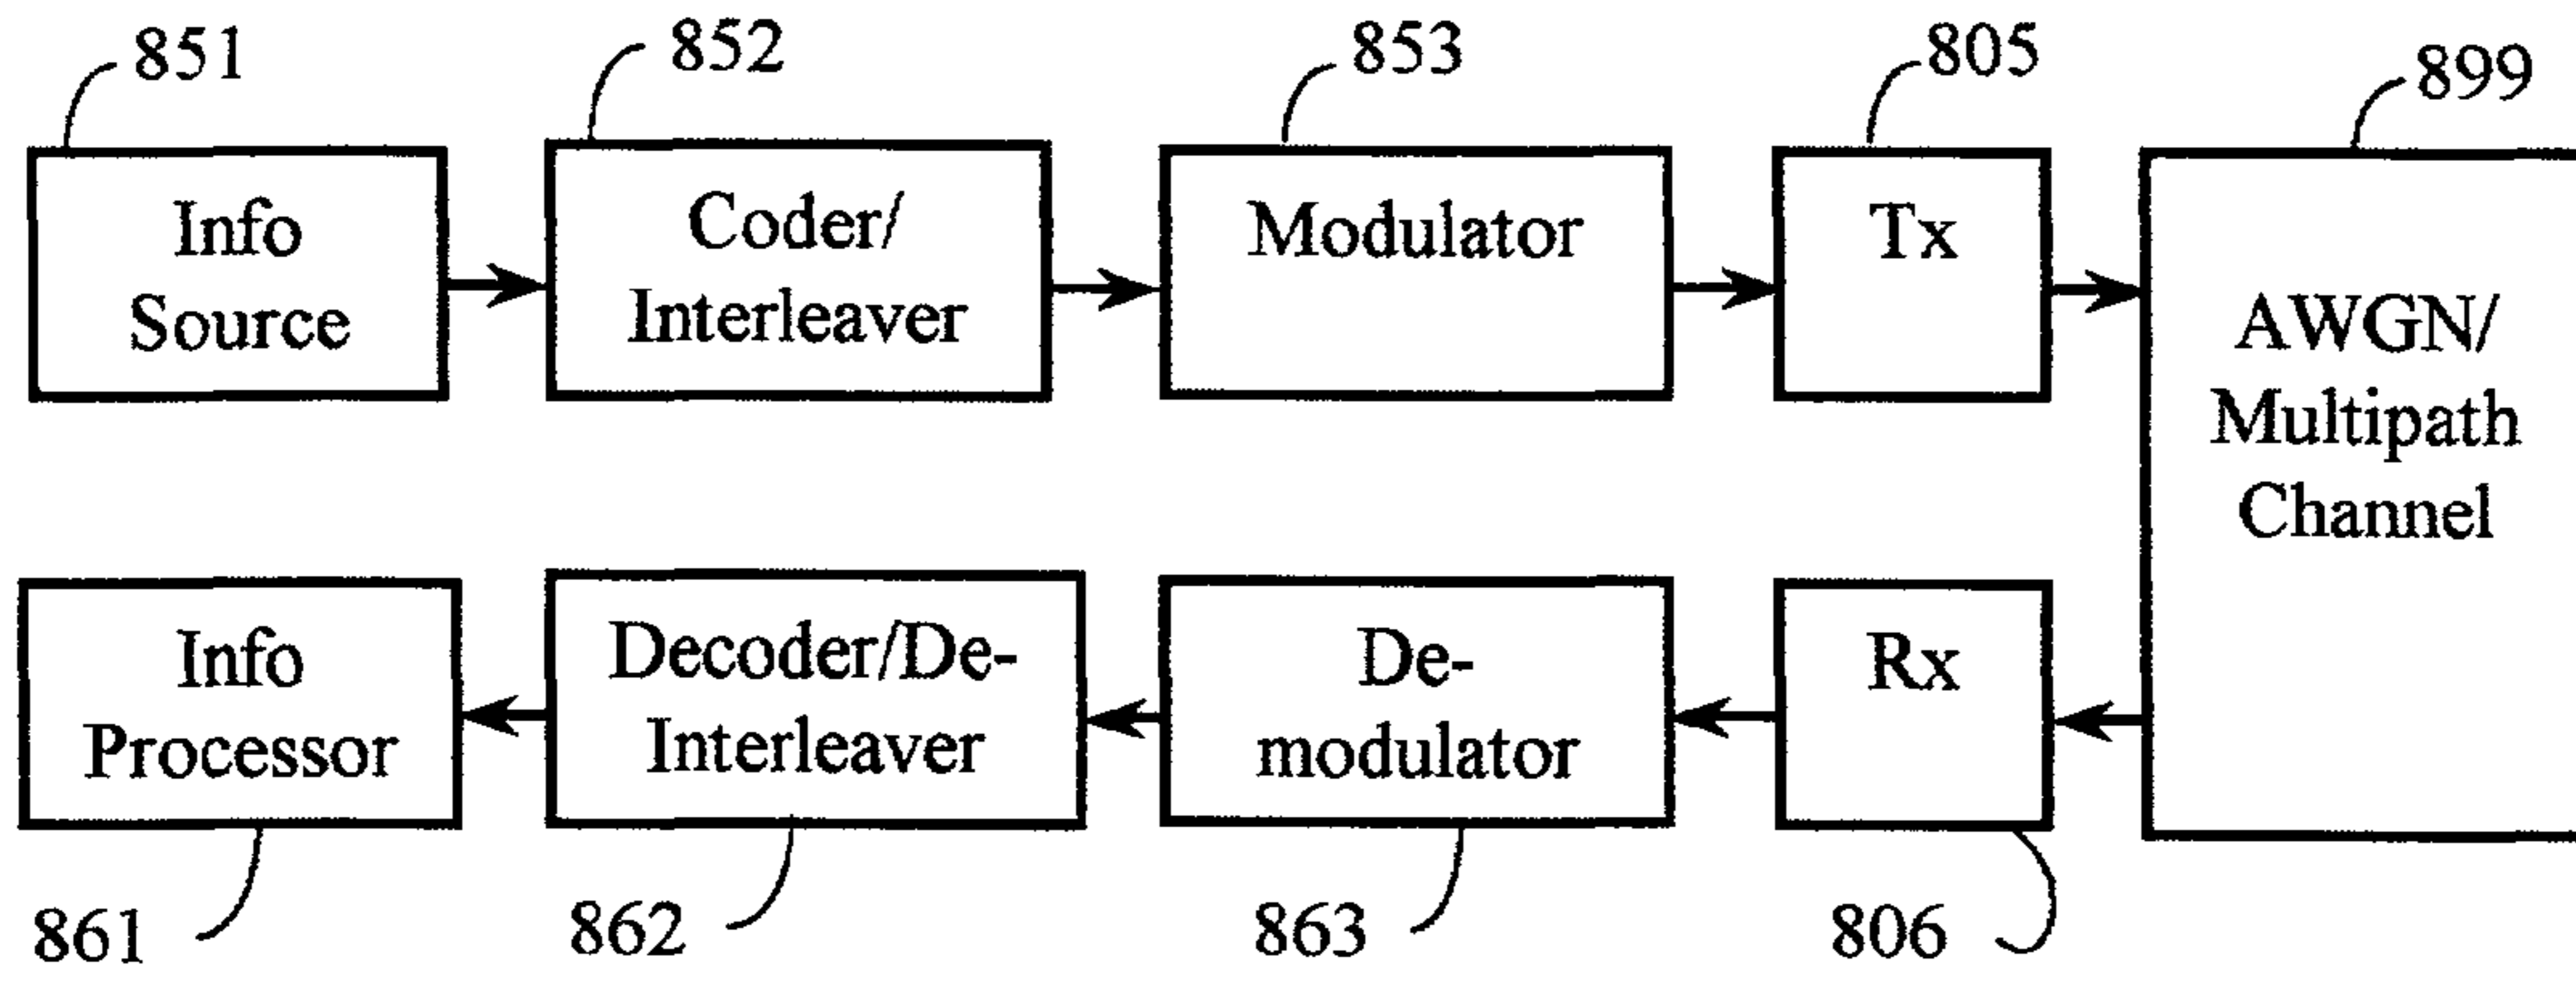 851
852
853
805
899
Info
Source
Coder/
Interleaver
Modulator
Tx
AWGN/
Multipath
Channel
Info
Processor
Decoder/De-
Interleaver
De-
modulator
Rx
861
862
863
806